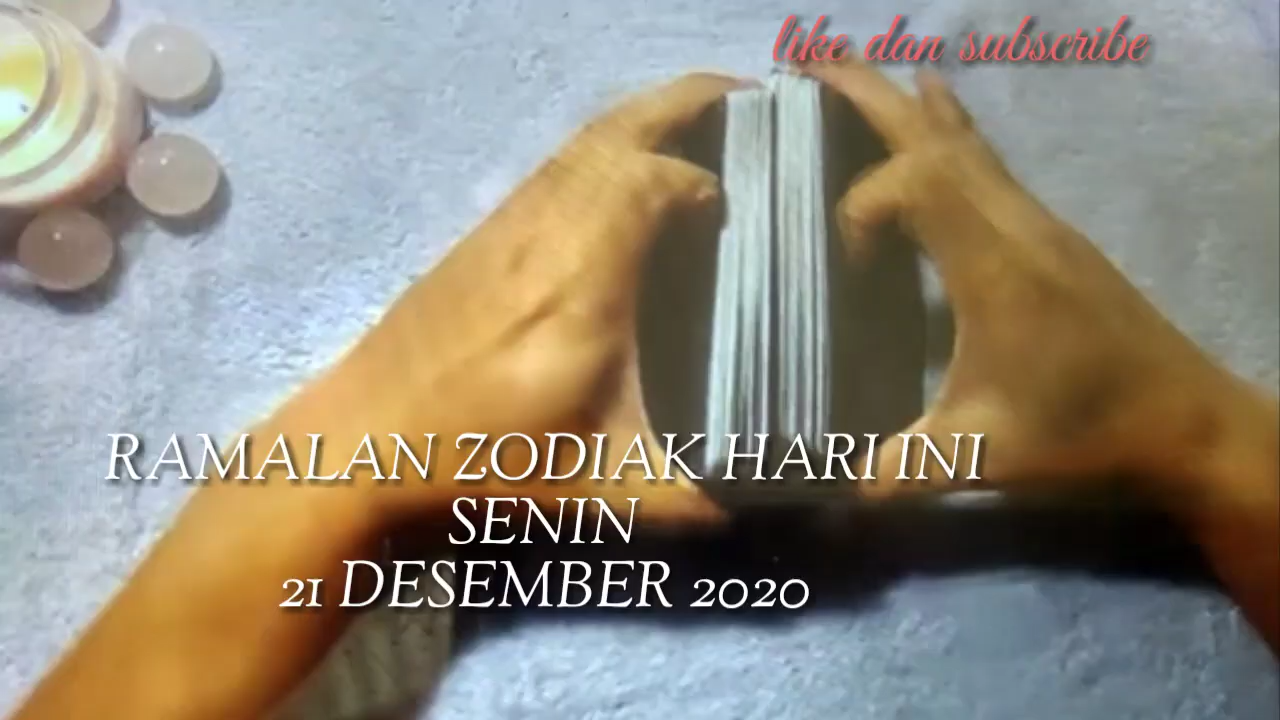 like dan subscribe
RAMALAN ZODIAK HARI INI
SENIN
21 DESEMBER 2020